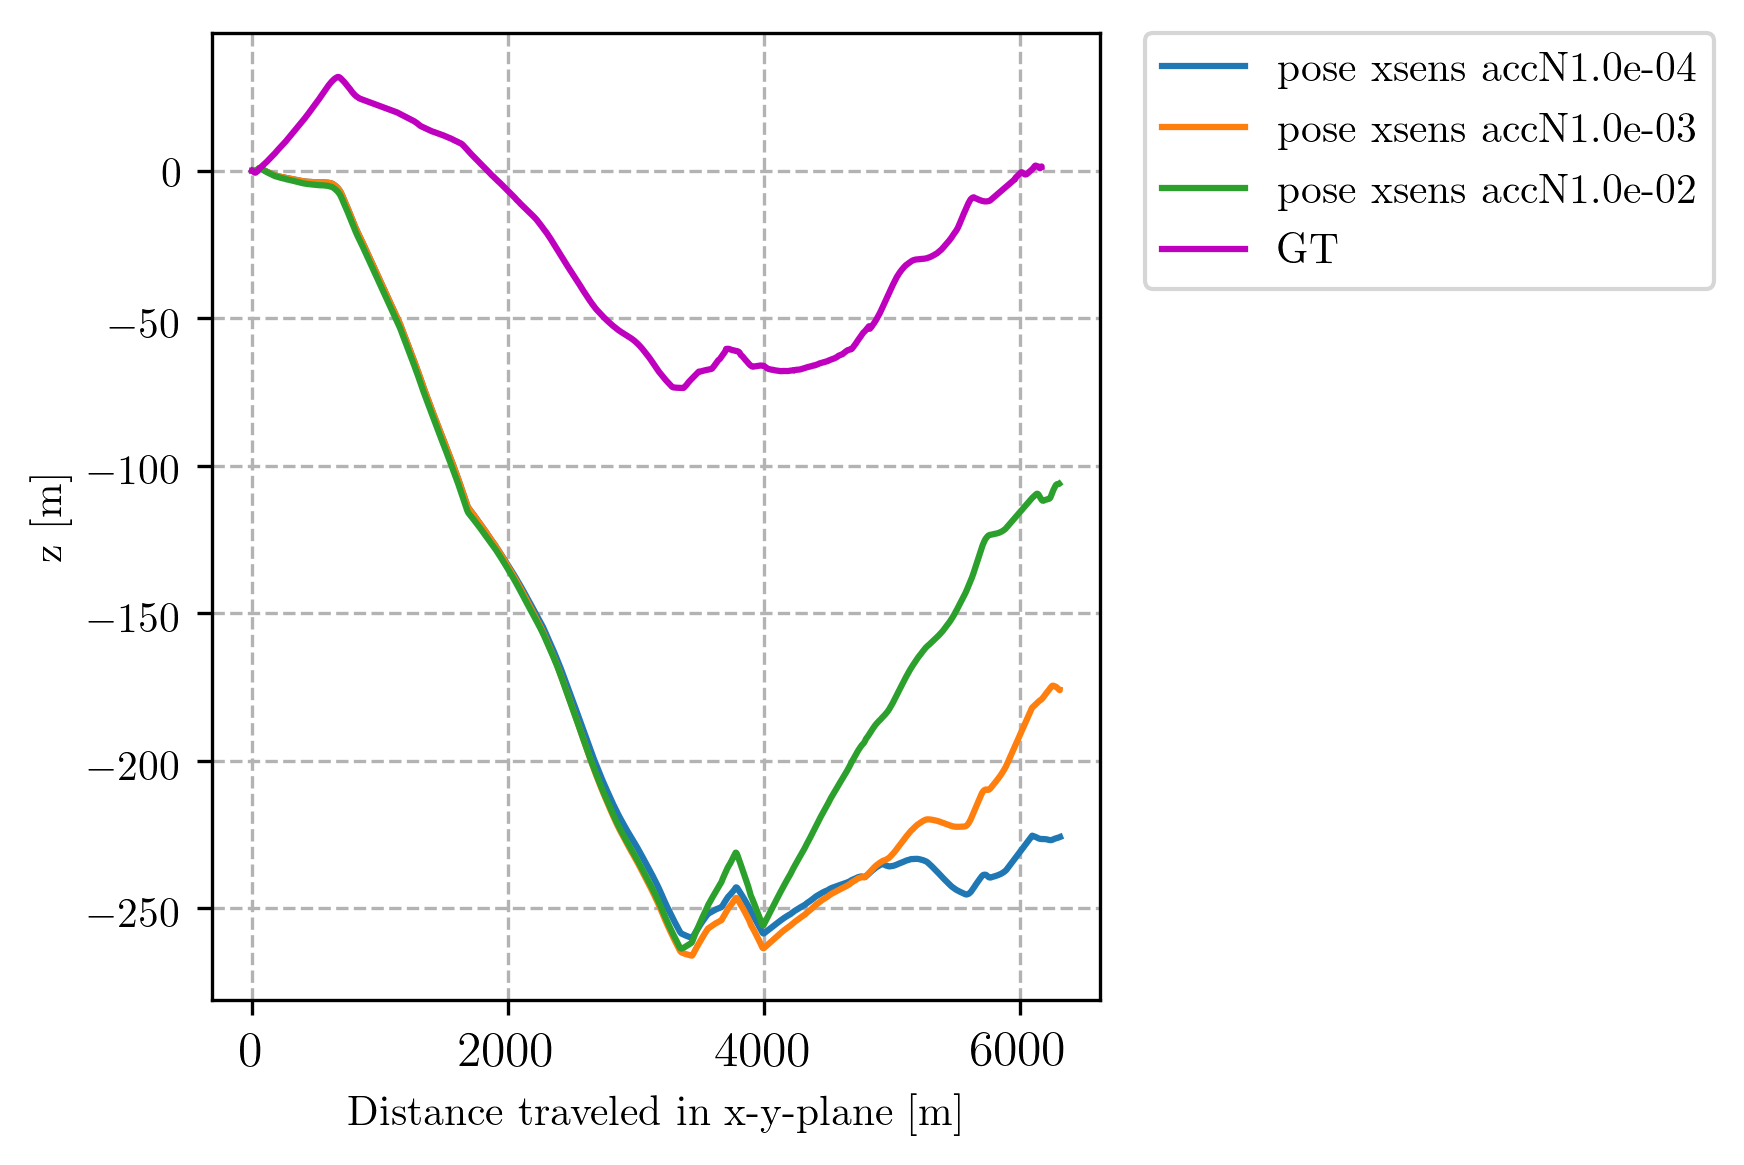 pose xsens accN1.0e-04
pose xsens accN1.0e-03
pose xsens accN1.0e-02
GT
0
−50
−100
−150
−200
−250
z [m]
0 2000 4000 6000
Distance traveled in x-y-plane [m]